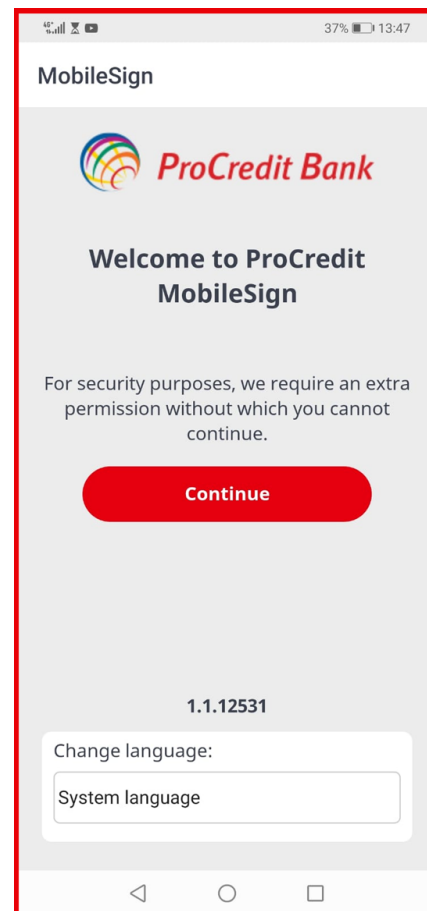 37% 13:47
MobileSign
ProCredit Bank
Welcome to ProCredit
MobileSign
For security purposes, we require an extra
permission without which you cannot
continue.
Continue
1.1.12531
Change language:
System language